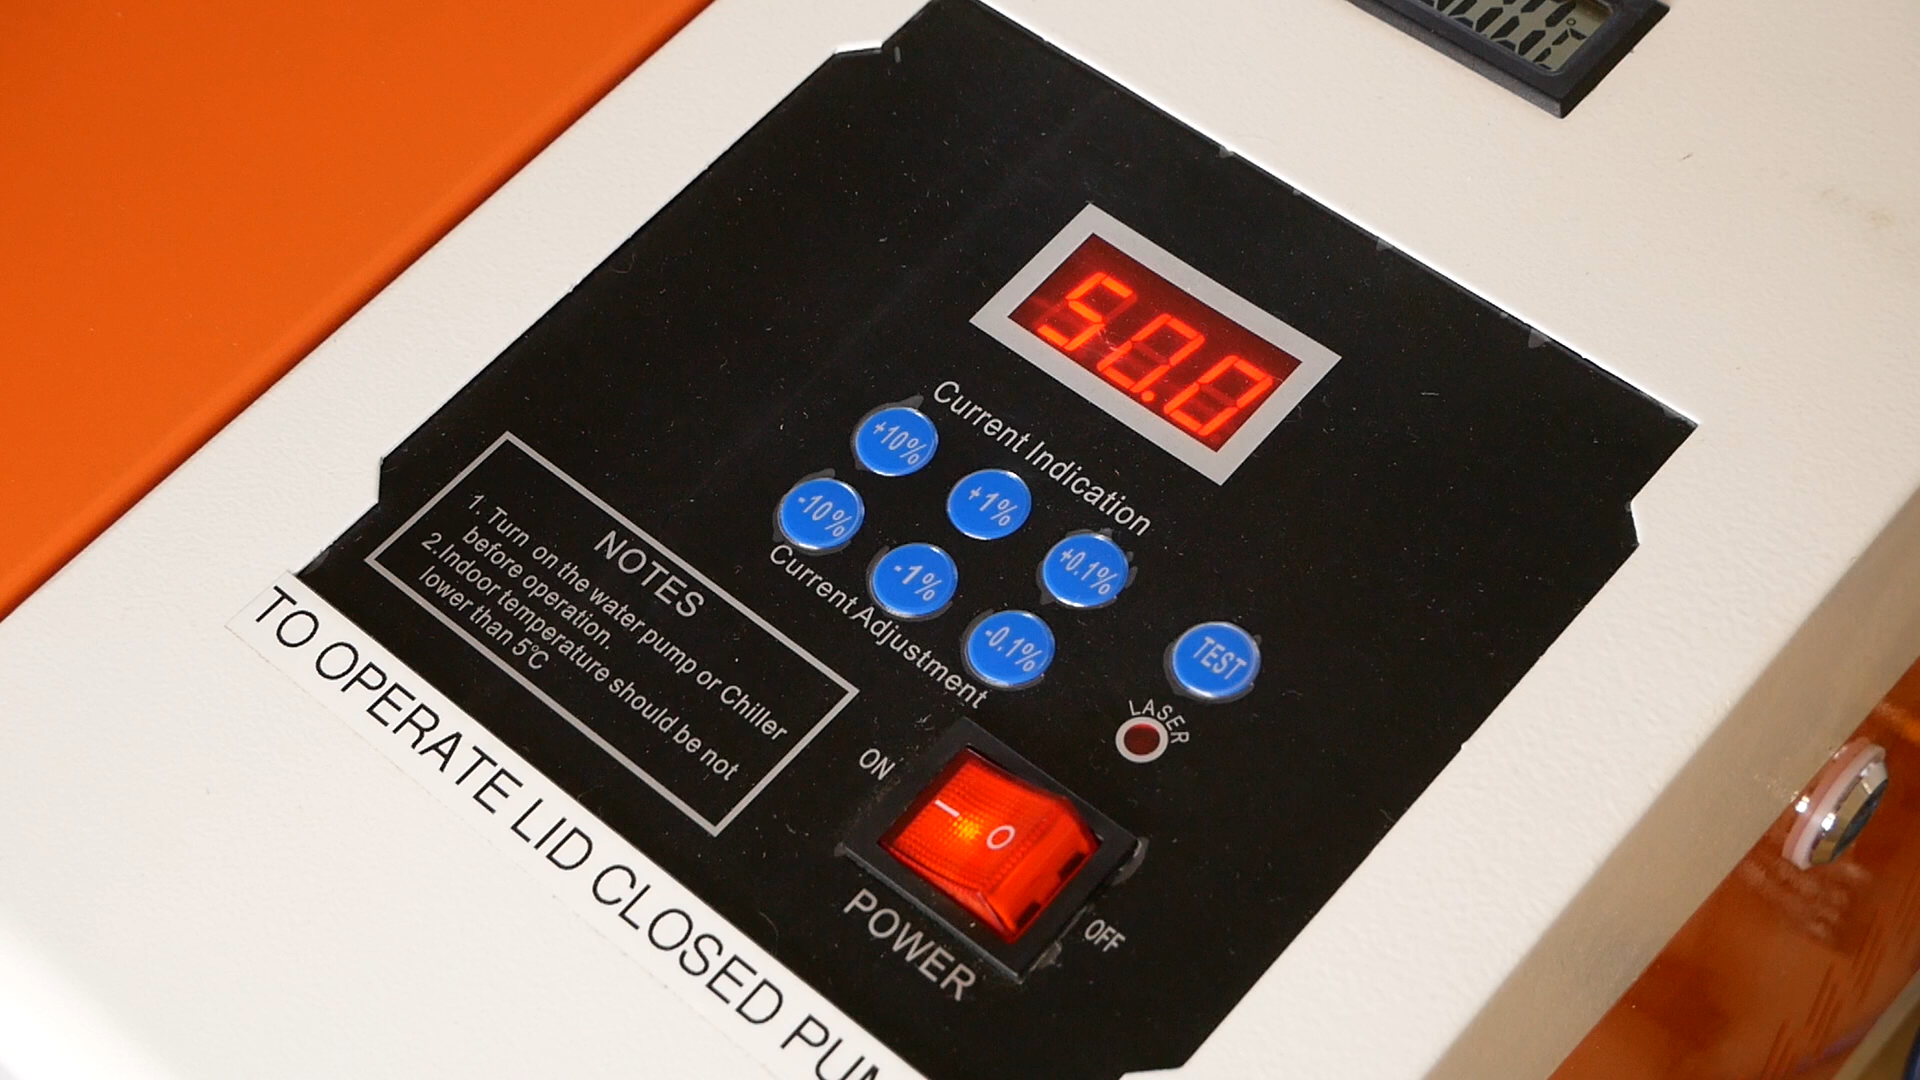 50.0
Current Indication
+10%
+1%
+0.1%
-10%
-1%
-0.1%
Current Adjustment
TEST
LASER
NOTES
1. Turn on the water pump or Chiller
before operation.
2.Indoor temperature should be not
lower than 5℃
ON
OFF
POWER
TO OPERATE LID CLOSED